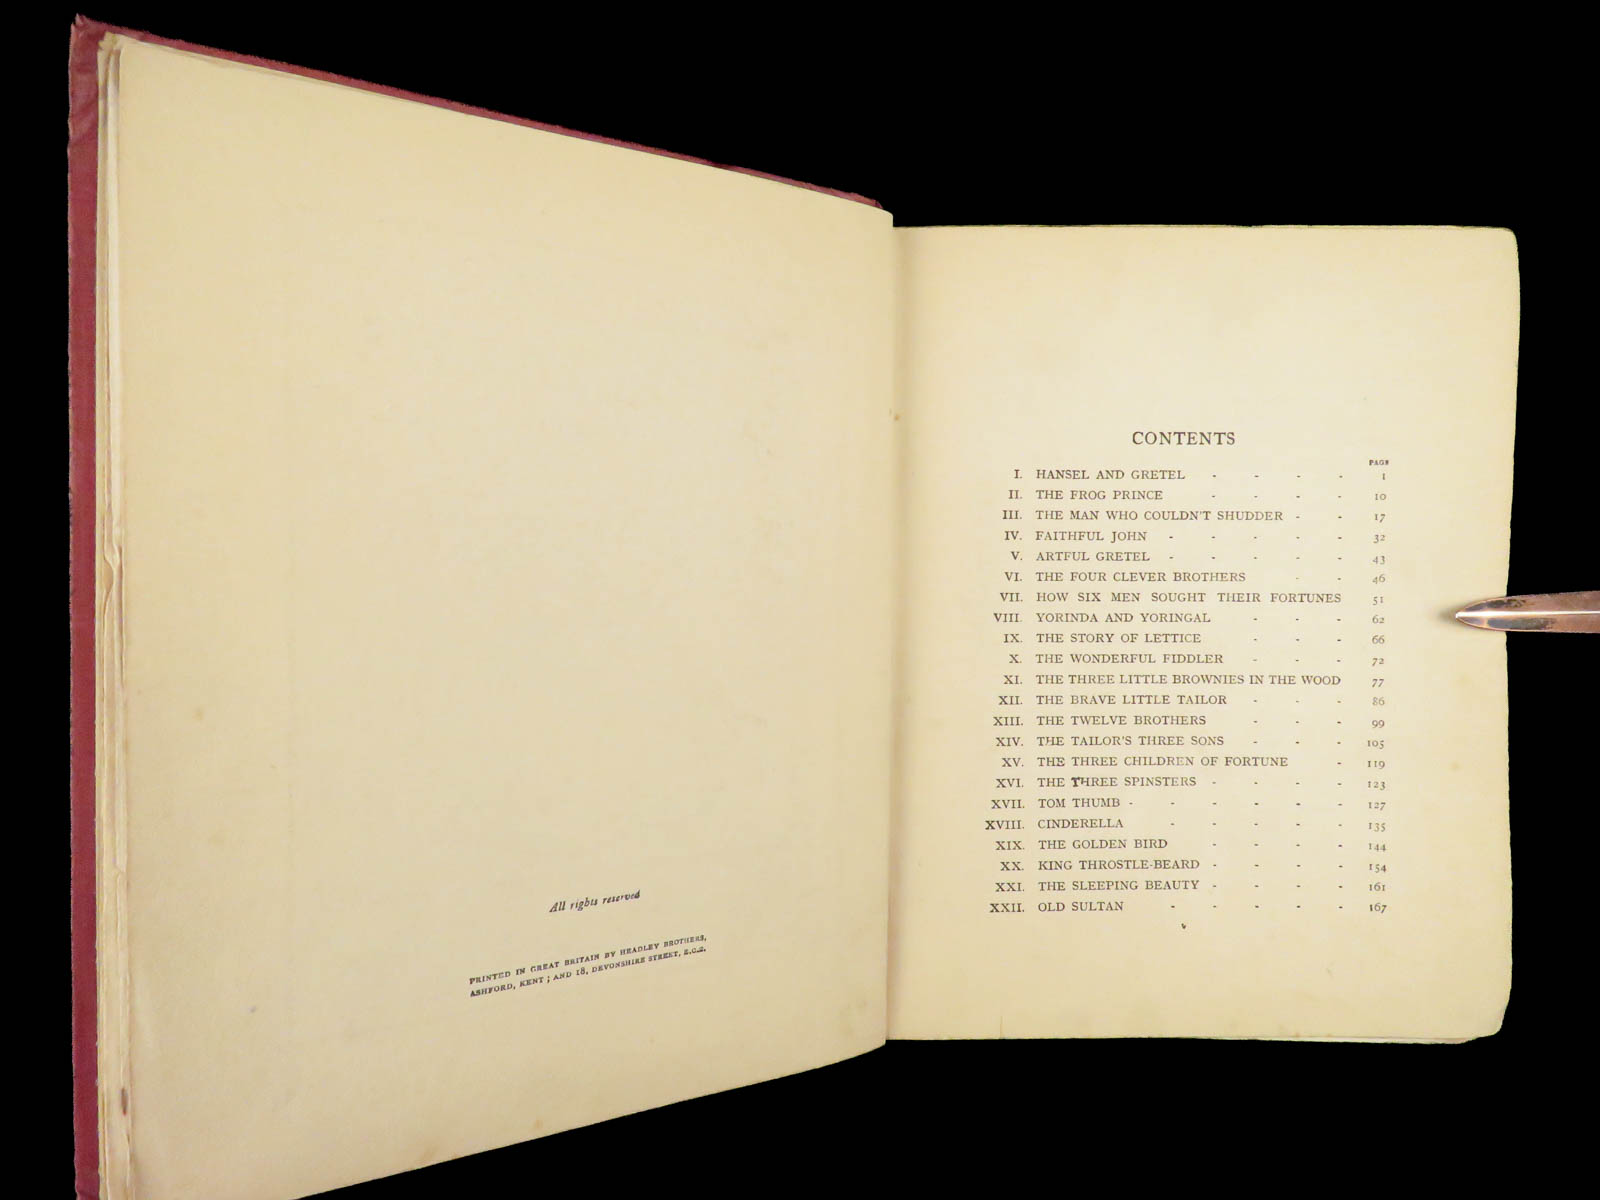 All rights reserved
PRINTED IN GREAT BRITAIN BY HEADLEY BROTHERS,
ASHFORD, KENT; AND 18, DEVONSHIRE STREET, E.C.2.
CONTENTS
PAGE
I. HANSEL AND GRETEL - - - - 1
II. THE FROG PRINCE - - - - 10
III. THE MAN WHO COULDN'T SHUDDER - - 17
IV. FAITHFUL JOHN - - - - - 32
V. ARTFUL GRETEL - - - - - 43
VI. THE FOUR CLEVER BROTHERS - - 46
VII. HOW SIX MEN SOUGHT THEIR FORTUNES 51
VIII. YORINDA AND YORINGAL - - - 62
IX. THE STORY OF LETTICE - - - 66
X. THE WONDERFUL FIDDLER - - - 72
XI. THE THREE LITTLE BROWNIES IN THE WOOD 77
XII. THE BRAVE LITTLE TAILOR - - - 86
XIII. THE TWELVE BROTHERS - - - 99
XIV. THE TAILOR'S THREE SONS - - - 105
XV. THE THREE CHILDREN OF FORTUNE - 119
XVI. THE THREE SPINSTERS - - - - 123
XVII. TOM THUMB - - - - - - 127
XVIII. CINDERELLA - - - - - 135
XIX. THE GOLDEN BIRD - - - - 144
XX. KING THROSTLE-BEARD - - - - 154
XXI. THE SLEEPING BEAUTY - - - - 161
XXII. OLD SULTAN - - - - - 167